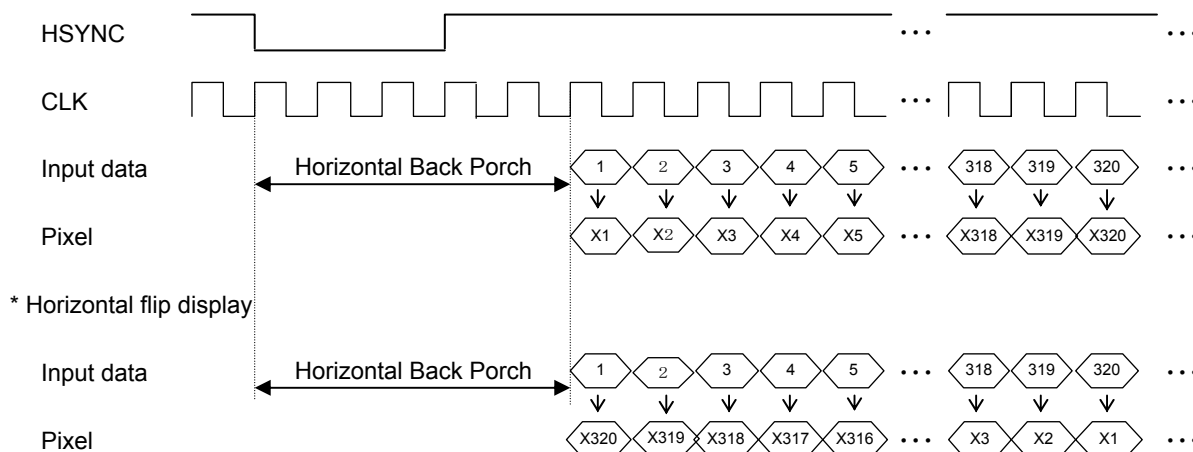 HSYNC ... ...
CLK ... ...
Input data Horizontal Back Porch 1 2 3 4 5 ... 318 319 320 ...
Pixel X1 X2 X3 X4 X5 ... X318 X319 X320 ...
* Horizontal flip display
Input data Horizontal Back Porch 1 2 3 4 5 ... 318 319 320 ...
Pixel X320 X319 X318 X317 X316 ... X3 X2 X1 ...